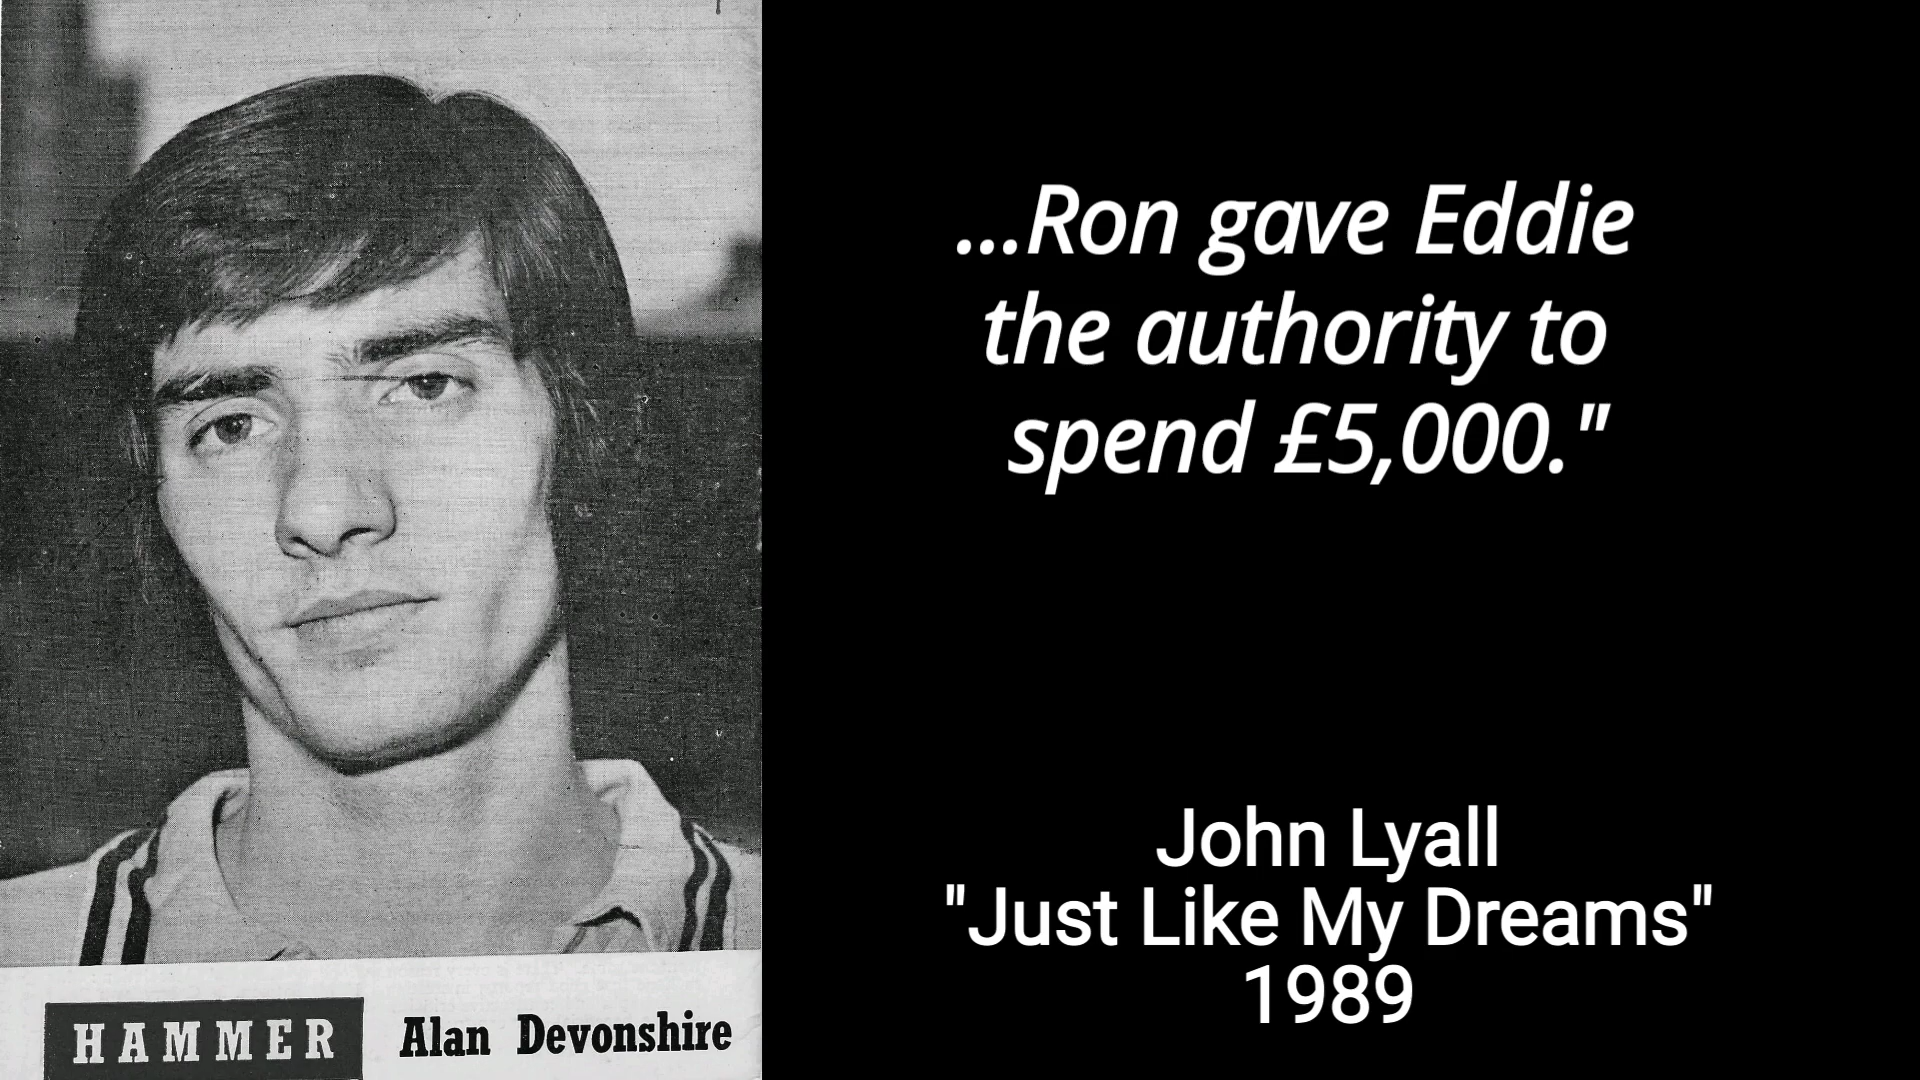 ...Ron gave Eddie
the authority to
spend £5,000."
John Lyall
"Just Like My Dreams"
1989
HAMMER Alan Devonshire